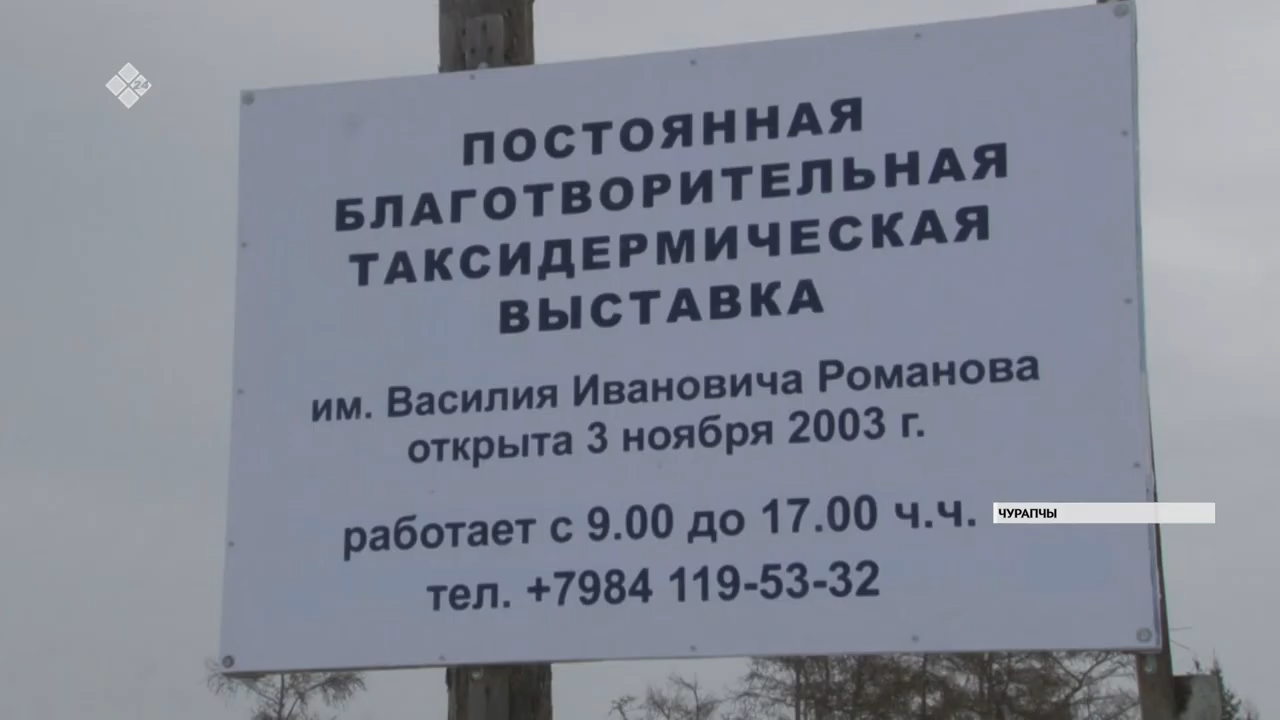 24
ПОСТОЯННАЯ
БЛАГОТВОРИТЕЛЬНАЯ
ТАКСИДЕРМИЧЕСКАЯ
ВЫСТАВКА
им. Василия Ивановича Романова
открыта 3 ноября 2003 г.
работает с 9.00 до 17.00 ч.ч.
ЧУРАПЧЫ
тел. +7984 119-53-32